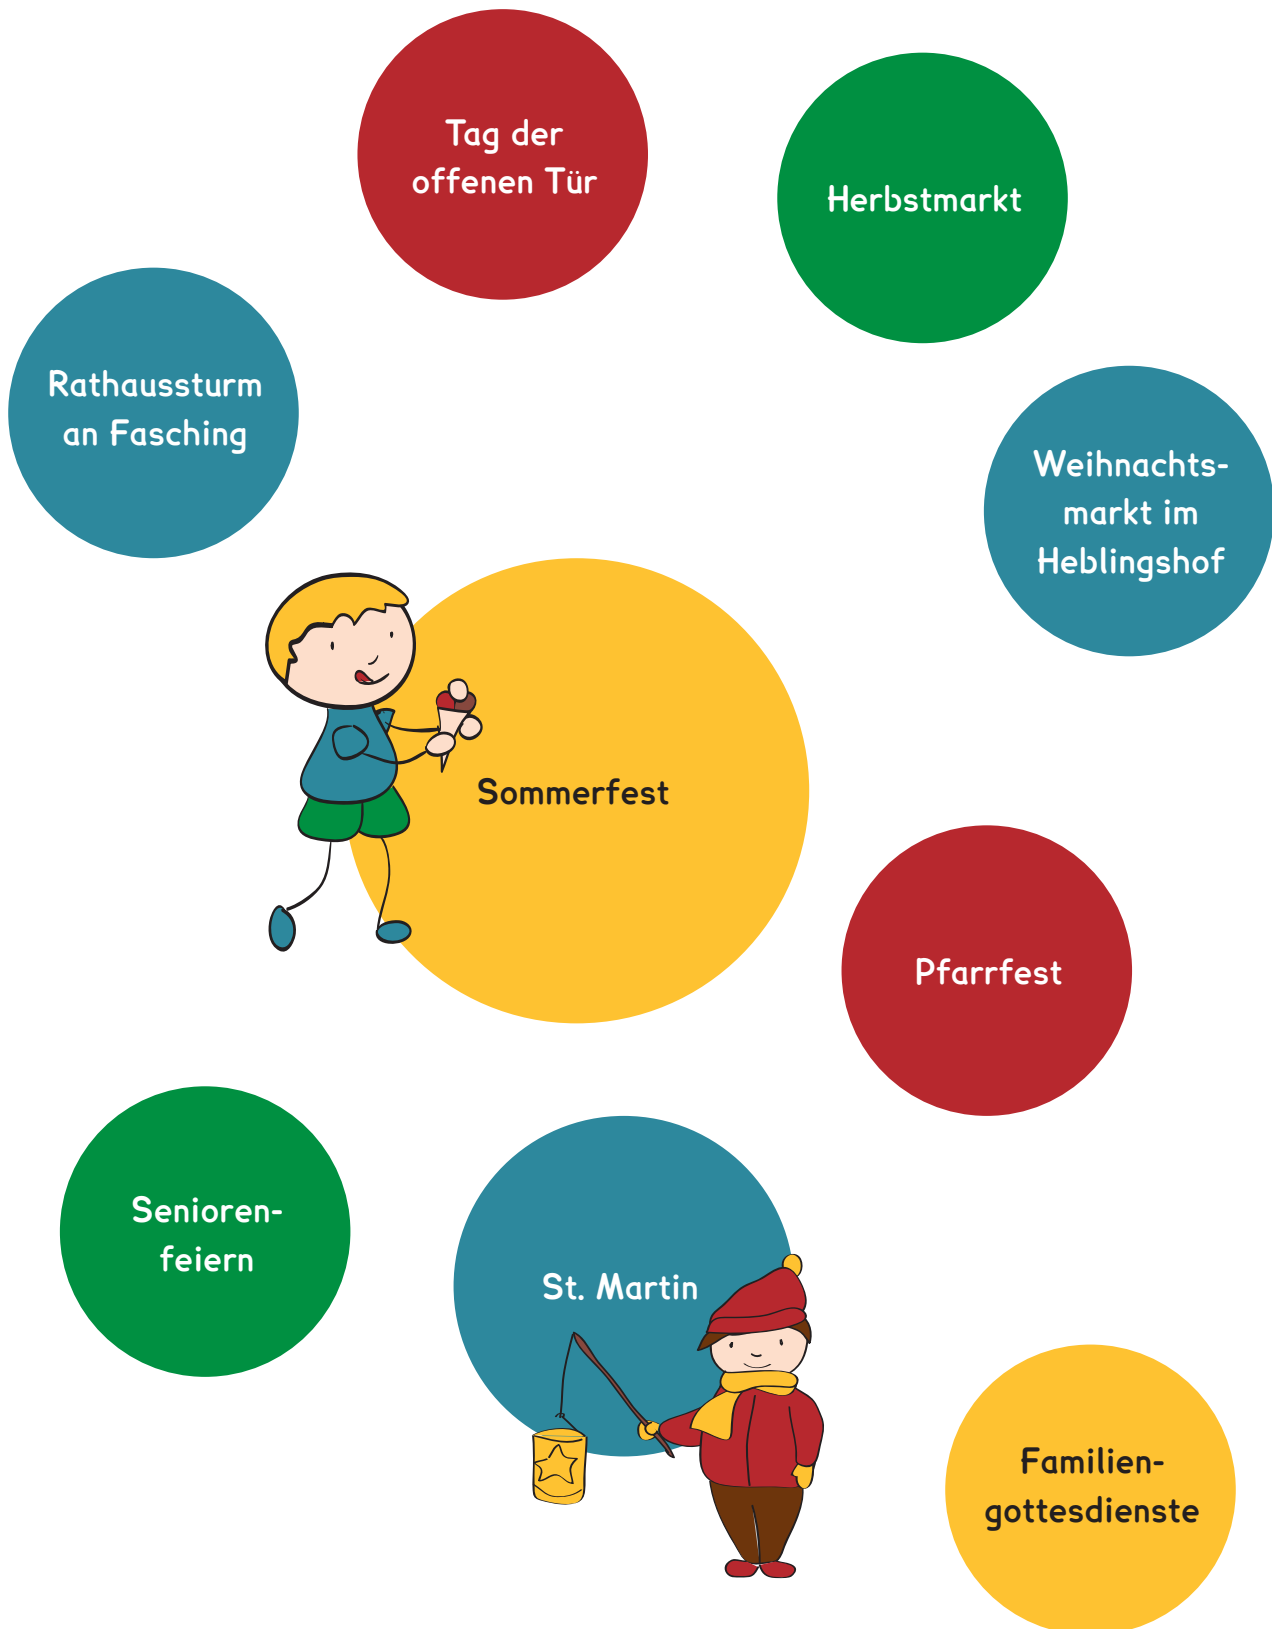 Tag der
offenen Tür
Herbstmarkt
Rathaussturm
an Fasching
Weihnachts-
markt im
Heblingshof
Sommerfest
Pfarrfest
Senioren-
feiern
St. Martin
Familien-
gottesdienste